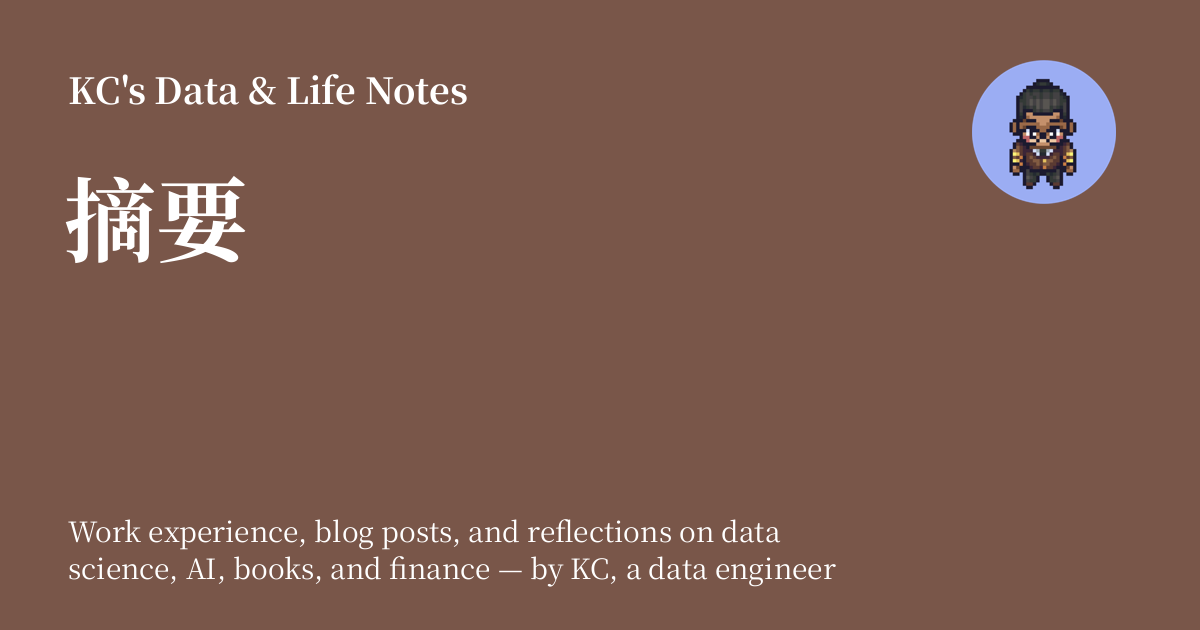 KC's Data & Life Notes
摘要
Work experience, blog posts, and reflections on data
science, AI, books, and finance — by KC, a data engineer